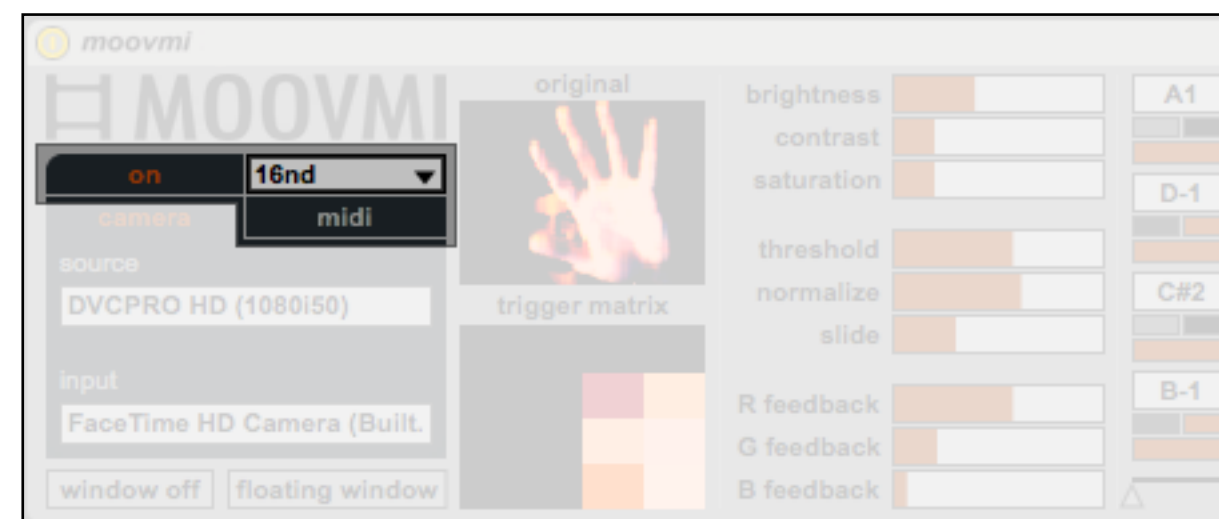 moovmi
MOOVMI
on
16nd
camera
midi
source
DVCPRO HD (1080i50)
input
FaceTime HD Camera (Built.
window off
floating window
original
trigger matrix
brightness
contrast
saturation
threshold
normalize
slide
R feedback
G feedback
B feedback
A1
D-1
C#2
B-1